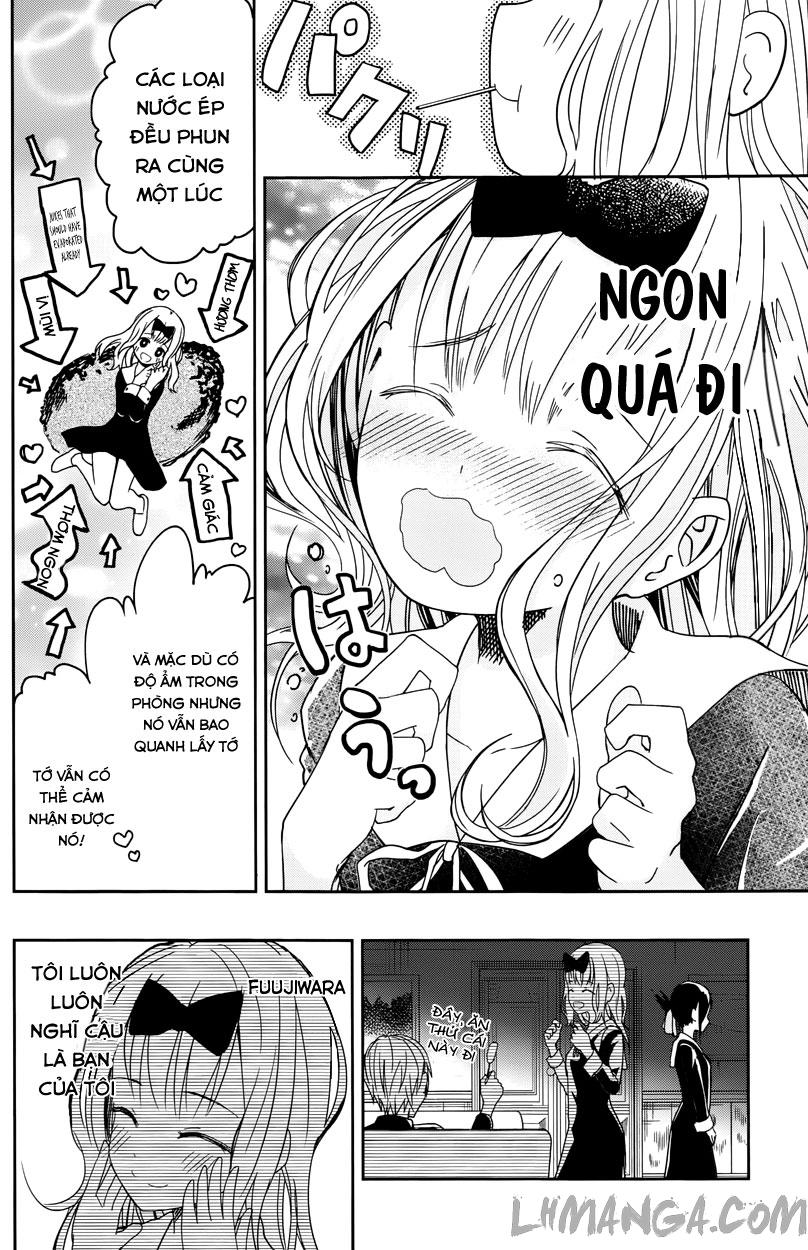 パクッ
NGON
QUÁ ĐI
はうっ
CÁC LOẠI
NƯỚC ÉP
ĐỀU PHUN
RA CÙNG
MỘT LÚC
JUICES THAT
SHOULD HAVE
EVAPORATED
ALREADY
MÙI VỊ
HƯƠNG THƠM
CẢM GIÁC
THƠM NGON
VÀ MẶC DÙ CÓ
ĐỘ ẨM TRONG
PHÒNG NHƯNG
NÓ VẪN BAO
QUANH LẤY TỚ
TỚ VẪN CÓ
THỂ CẢM
NHẬN ĐƯỢC
NÓ!
ĐÂY, ĂN
THỬ CÁI
NÀY ĐI
FUUJIWARA
TÔI LUÔN
LUÔN
NGHĨ CẬU
LÀ BẠN
CỦA TÔI
LHMANGA.COM